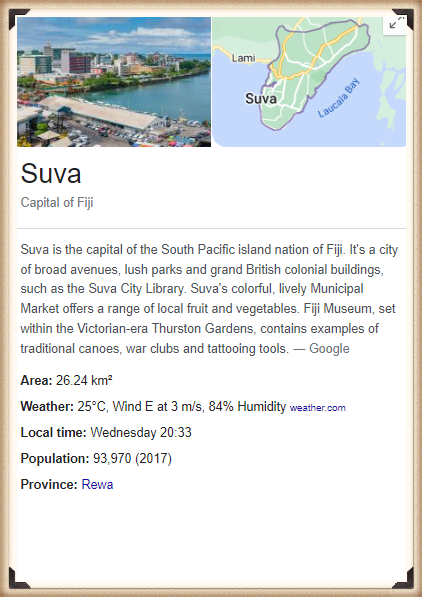 Lami
Suva
Laucala Bay
Suva
Capital of Fiji
Suva is the capital of the South Pacific island nation of Fiji. It's a city
of broad avenues, lush parks and grand British colonial buildings,
such as the Suva City Library. Suva's colorful, lively Municipal
Market offers a range of local fruit and vegetables. Fiji Museum, set
within the Victorian-era Thurston Gardens, contains examples of
traditional canoes, war clubs and tattooing tools. — Google
Area: 26.24 km²
Weather: 25°C, Wind E at 3 m/s, 84% Humidity weather.com
Local time: Wednesday 20:33
Population: 93,970 (2017)
Province: Rewa